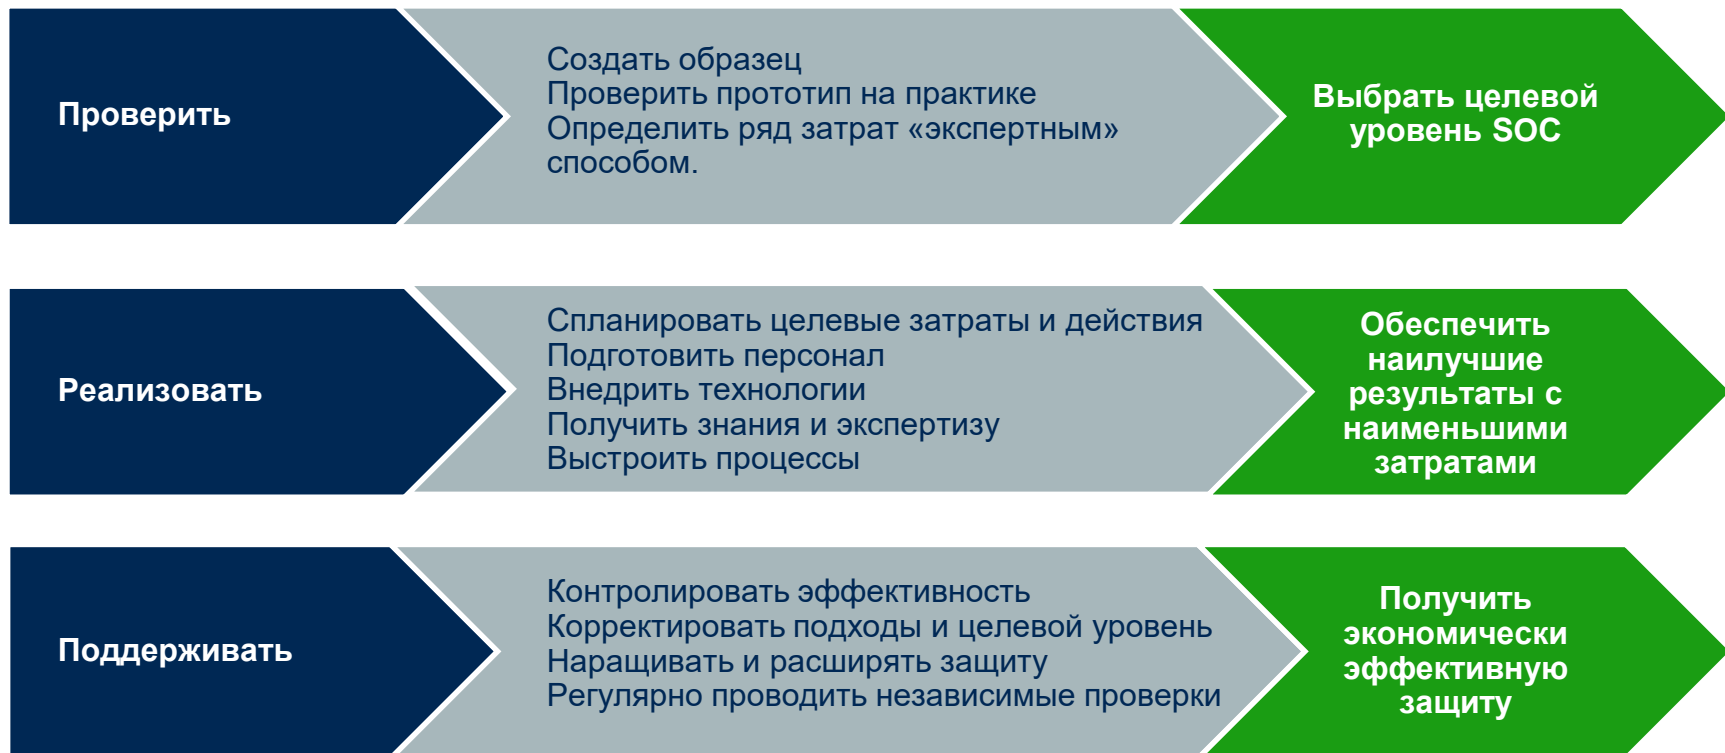 Проверить
Создать образец
Проверить прототип на практике
Определить ряд затрат «экспертным»
способом.
Выбрать целевой
уровень SOC
Реализовать
Спланировать целевые затраты и действия
Подготовить персонал
Внедрить технологии
Получить знания и экспертизу
Выстроить процессы
Обеспечить
наилучшие
результаты с
наименьшими
затратами
Поддерживать
Контролировать эффективность
Корректировать подходы и целевой уровень
Наращивать и расширять защиту
Регулярно проводить независимые проверки
Получить
экономически
эффективную
защиту